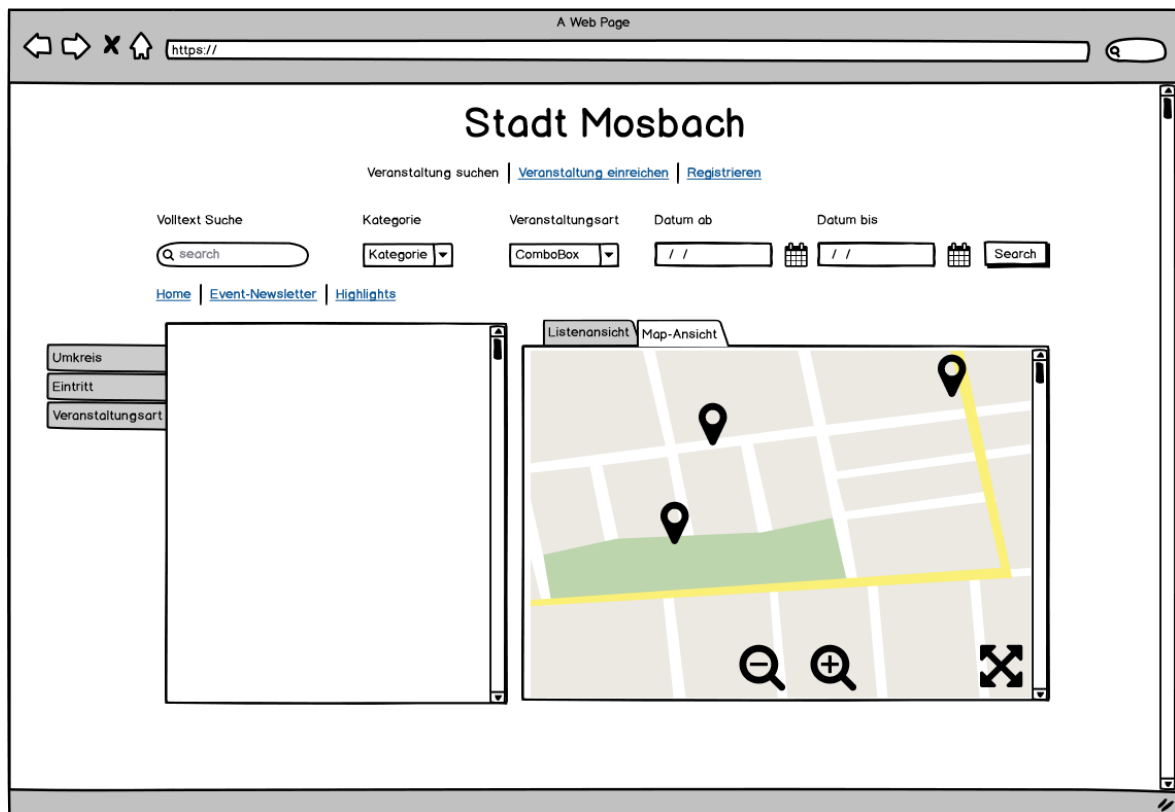 A Web Page
https://
Stadt Mosbach
Veranstaltung suchen | Veranstaltung einreichen | Registrieren
Volltext Suche Kategorie Veranstaltungsart Datum ab Datum bis
search Kategorie ComboBox / / / / Search
Home | Event-Newsletter | Highlights
Listenansicht Map-Ansicht
Umkreis
Eintritt
Veranstaltungsart